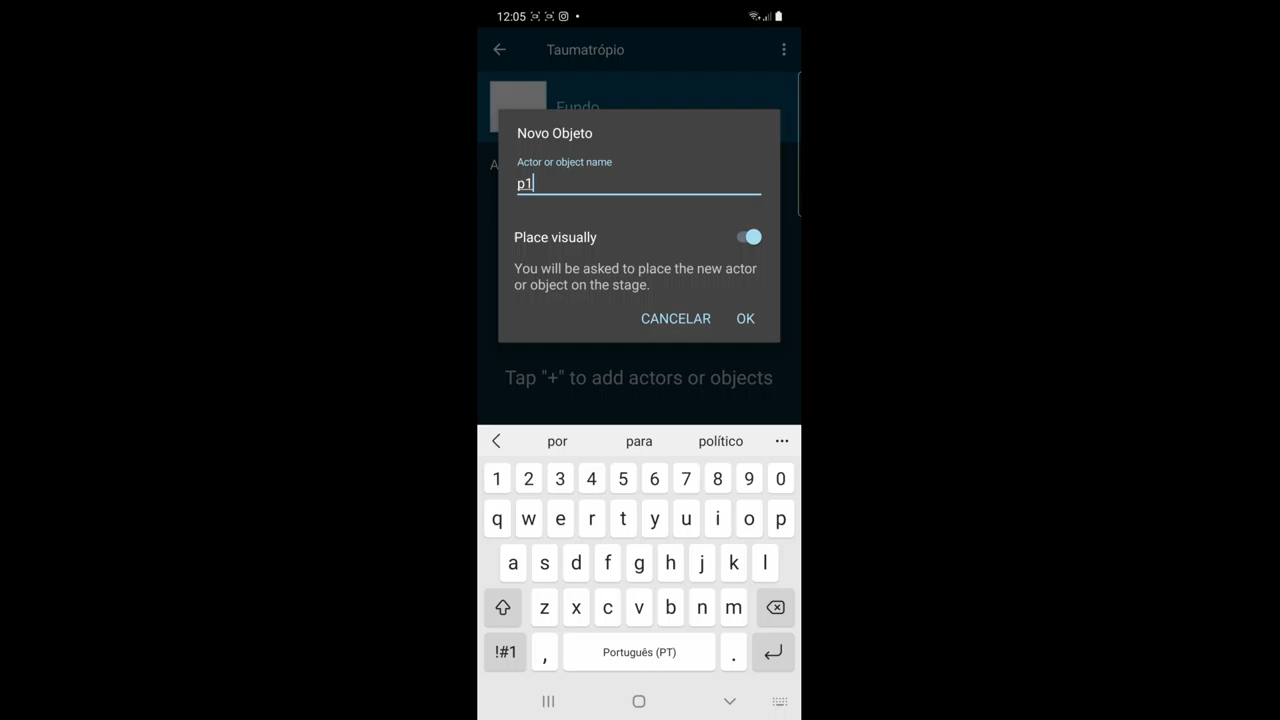 12:05
Taumatrópio
Fundo
A
Novo Objeto
Actor or object name
p1
Place visually
You will be asked to place the new actor
or object on the stage.
CANCELAR OK
Tap "+" to add actors or objects
por para político
1 2 3 4 5 6 7 8 9 0
q w e r t y u i o p
a s d f g h j k l
z x c v b n m
!#1 , Português (PT) .